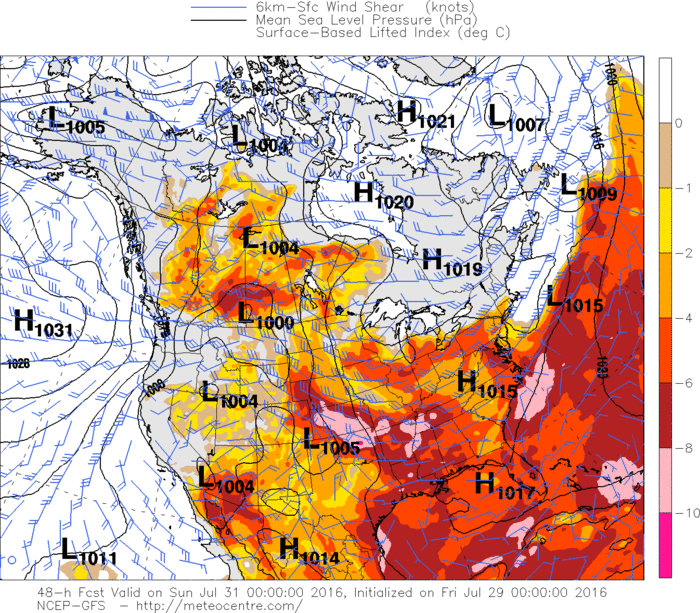 6km-Sfc Wind Shear (knots)
Mean Sea Level Pressure (hPa)
Surface-Based Lifted Index (deg C)
1020
L1005
H1021
L1007
0
1016
H1020
L1009
-1
L1004
H1019
-2
L1015
H1031
L1000
-4
1028
1023
1008
H1015
-6
L1004
L1005
-8
L1004
H1017
-10
L1011
H1014
48-h Fcst Valid on Sun Jul 31 00:00:00 2016, Initialized on Fri Jul 29 00:00:00 2016
NCEP-GFS - http://meteocentre.com/